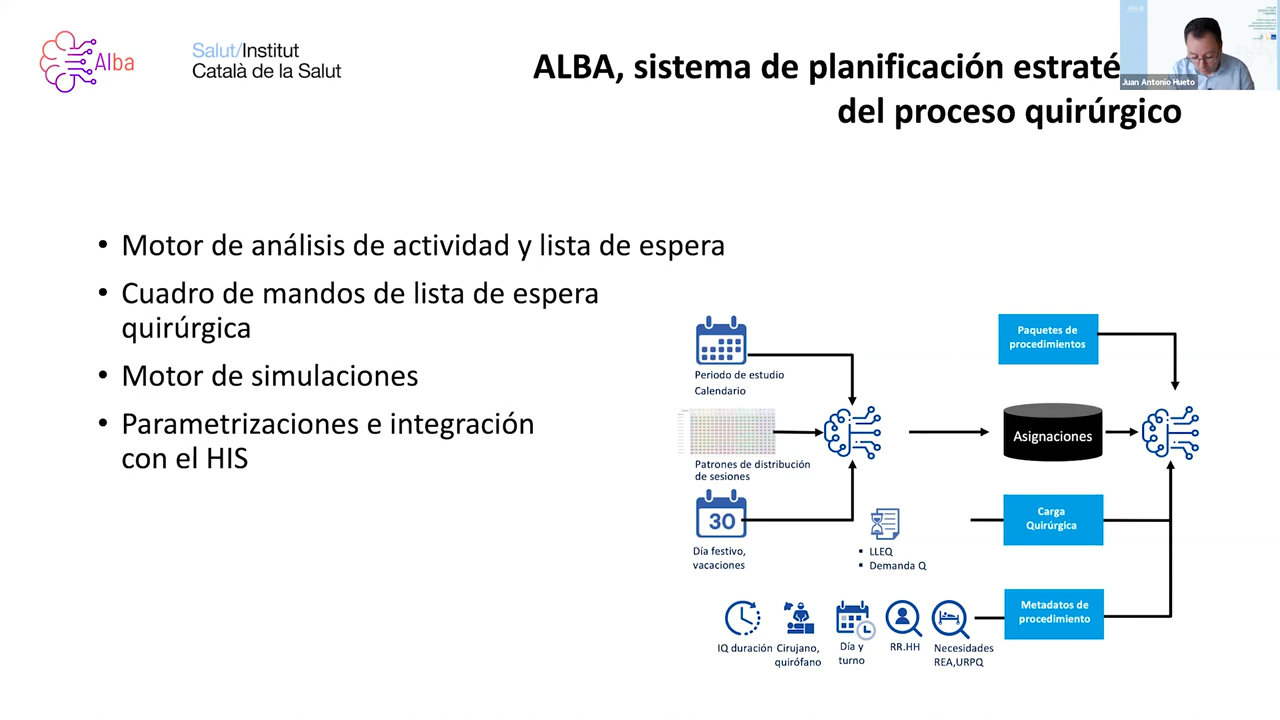 Alba
Salut/Institut
Català de la Salut
ALBA, sistema de planificación
del proceso quirúrgico
Juan Antonio Hueto
• Motor de análisis de actividad y lista de espera
• Cuadro de mandos de lista de espera
quirúrgica
• Motor de simulaciones
• Parametrizaciones e integración
con el HIS
Periodo de estudio
Calendario
Patrones de distribución
de sesiones
30
Día festivo,
vacaciones
▪ LLEQ
▪ Demanda Q
Paquetes de
procedimientos
Asignaciones
Carga
Quirúrgica
Metadatos de
procedimiento
IQ duración
Cirujano,
quirófano
Día y
turno
RR.HH
Necesidades
REA,URPQ